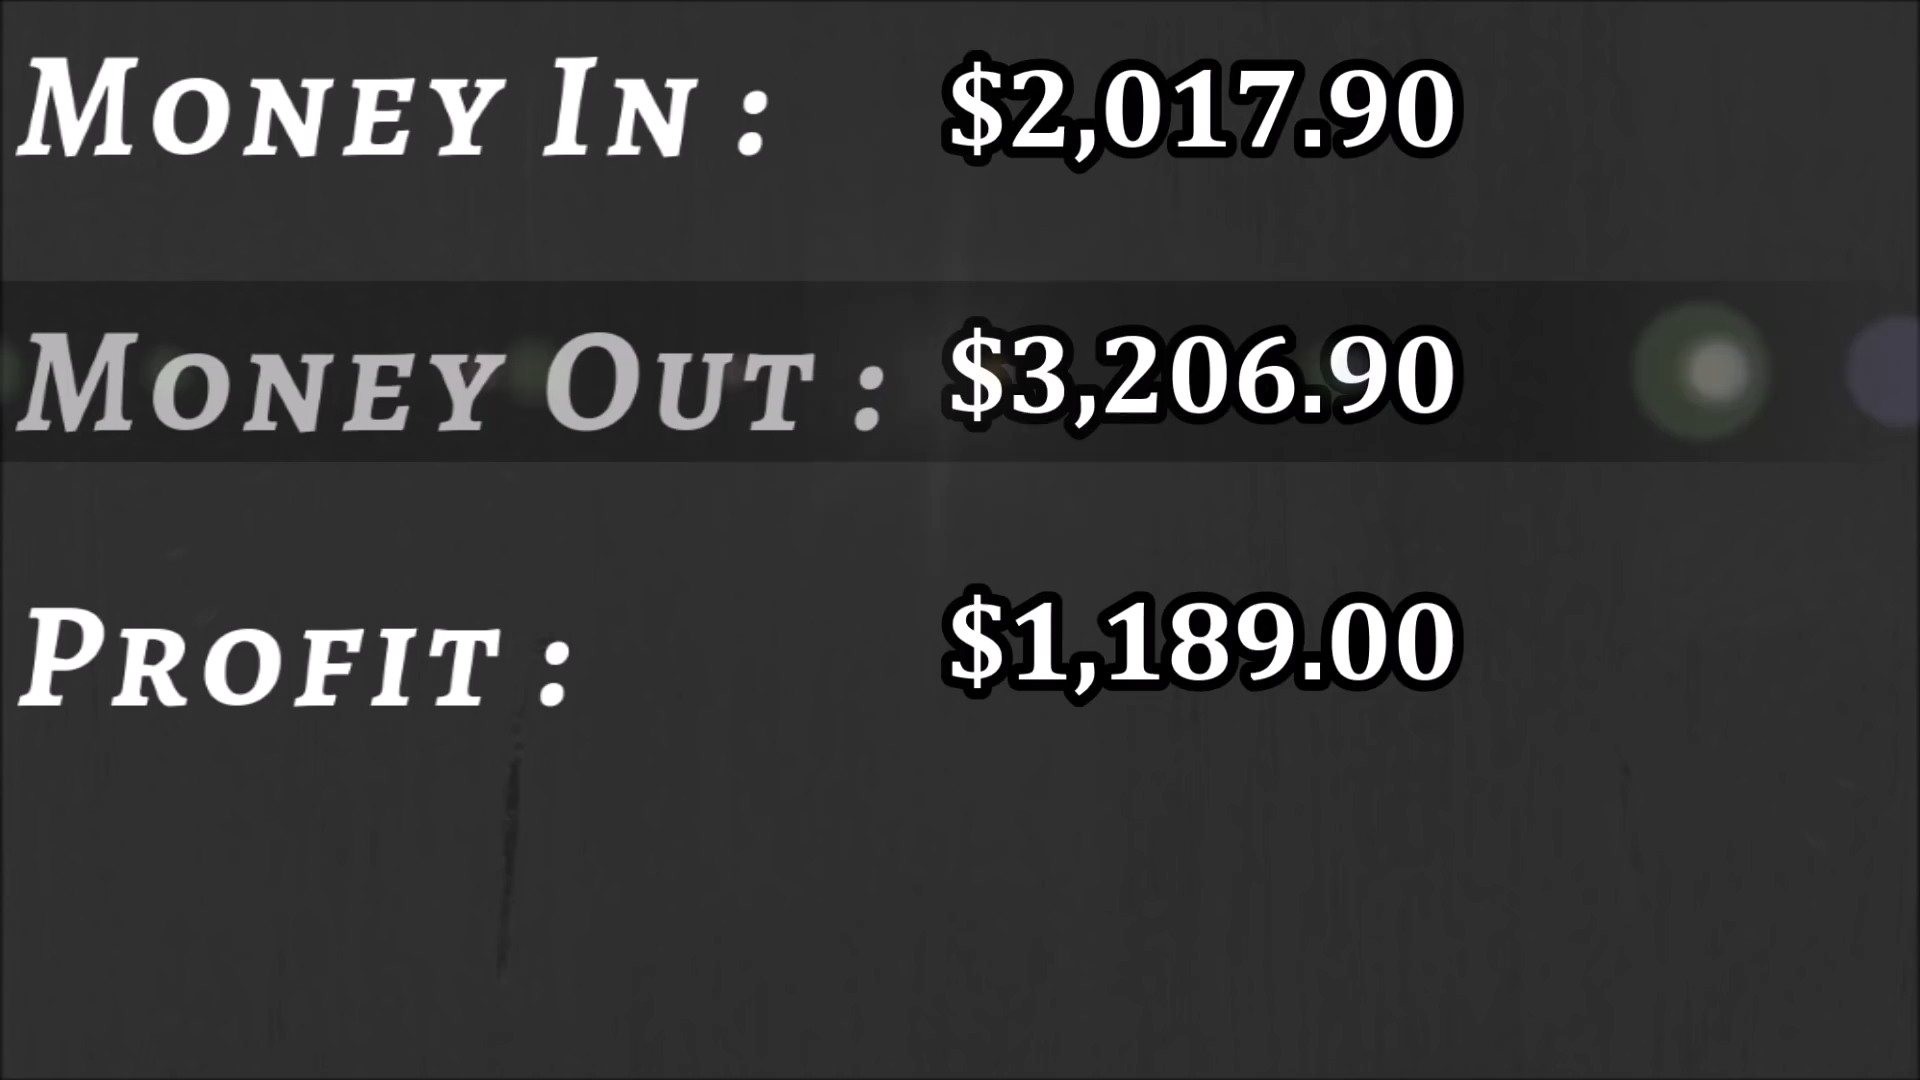 Money In : $2,017.90
Money Out : $3,206.90
Profit : $1,189.00